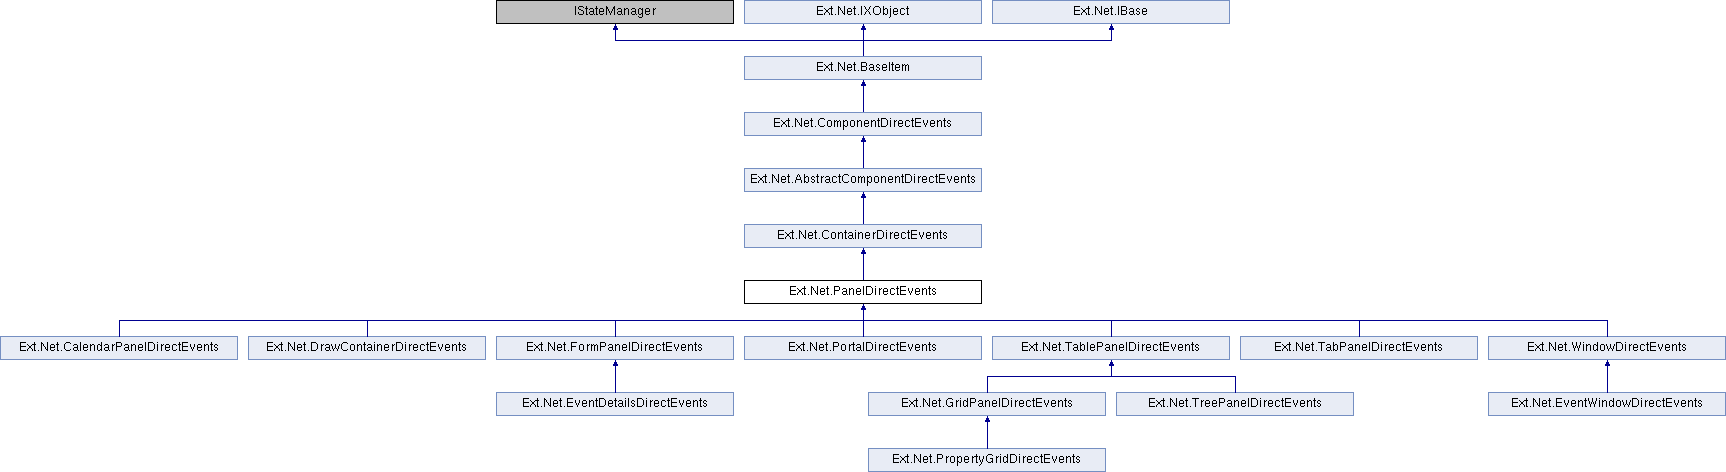 IStateManager
Ext.Net.IXObject
Ext.Net.IBase
Ext.Net.BaseItem
Ext.Net.ComponentDirectEvents
Ext.Net.AbstractComponentDirectEvents
Ext.Net.ContainerDirectEvents
Ext.Net.PanelDirectEvents
Ext.Net.CalendarPanelDirectEvents
Ext.Net.DrawContainerDirectEvents
Ext.Net.FormPanelDirectEvents
Ext.Net.PortalDirectEvents
Ext.Net.TablePanelDirectEvents
Ext.Net.TabPanelDirectEvents
Ext.Net.WindowDirectEvents
Ext.Net.EventDetailsDirectEvents
Ext.Net.GridPanelDirectEvents
Ext.Net.TreePanelDirectEvents
Ext.Net.EventWindowDirectEvents
Ext.Net.PropertyGridDirectEvents